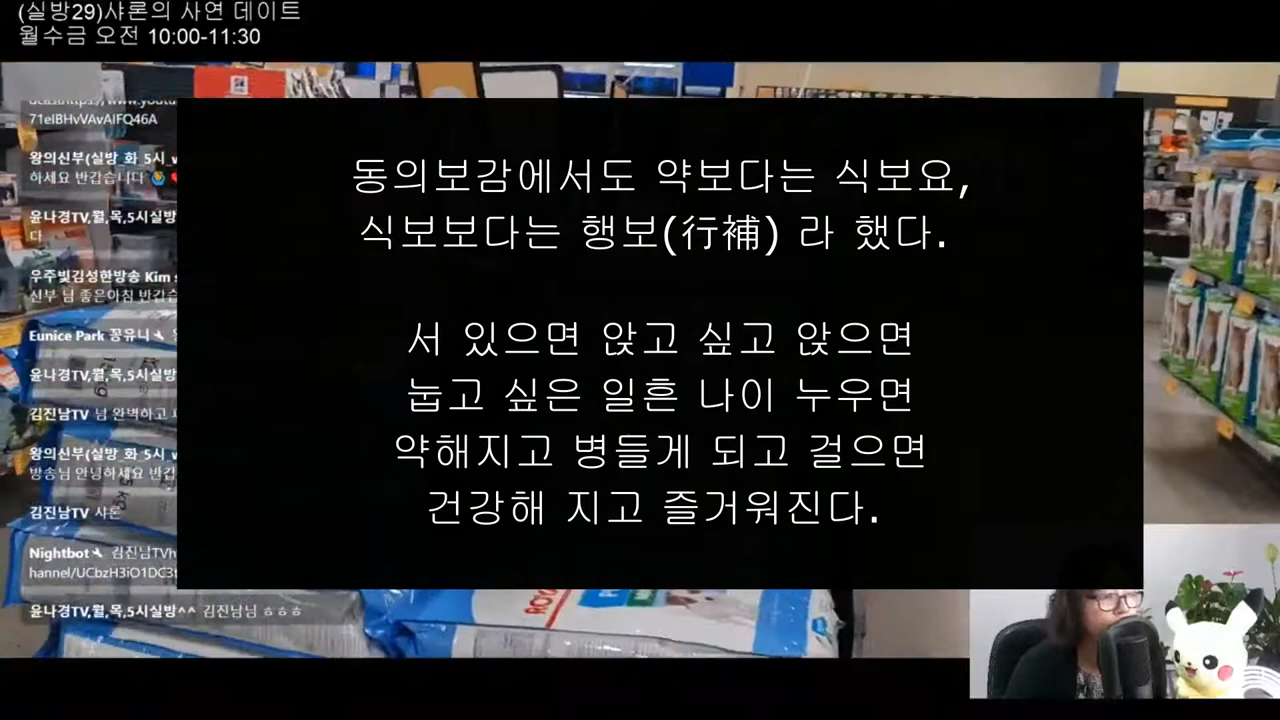 (실방29)샤론의 사연 데이트
월수금 오전 10:00-11:30
71eIBHvVAvAIFQ46A
왕의신부(실방 화 5시
하세요 반갑습니다
윤나경TV,월,목,5시실방
다
우주빛김성한방송 Kim
신부 님 좋은아침 반갑습
Eunice Park 꽁유니
윤나경TV,월,목,5시실방
김진남TV 님 완벽하고
왕의신부(실방 화 5시
방송님 안녕하세요 반갑
김진남TV 샤론
Nightbot 김진남TVh
hannel/UCbzH3iO1DC3
윤나경TV,월,목,5시실방^^ 김진남님 ㅎㅎㅎ
동의보감에서도 약보다는 식보요,
식보보다는 행보(行補) 라 했다.
서 있으면 앉고 싶고 앉으면
눕고 싶은 일흔 나이 누우면
약해지고 병들게 되고 걸으면
건강해 지고 즐거워진다.